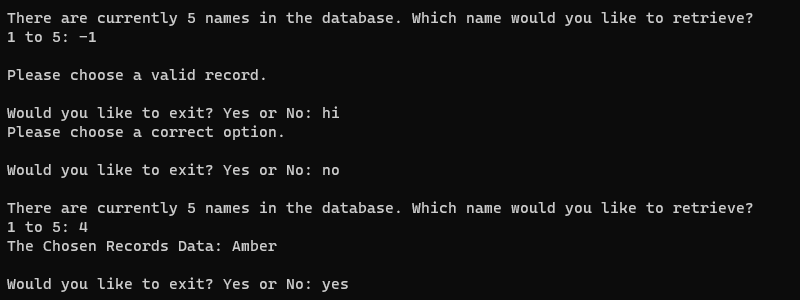 There are currently 5 names in the database. Which name would you like to retrieve?
1 to 5: -1
Please choose a valid record.
Would you like to exit? Yes or No: hi
Please choose a correct option.
Would you like to exit? Yes or No: no
There are currently 5 names in the database. Which name would you like to retrieve?
1 to 5: 4
The Chosen Records Data: Amber
Would you like to exit? Yes or No: yes